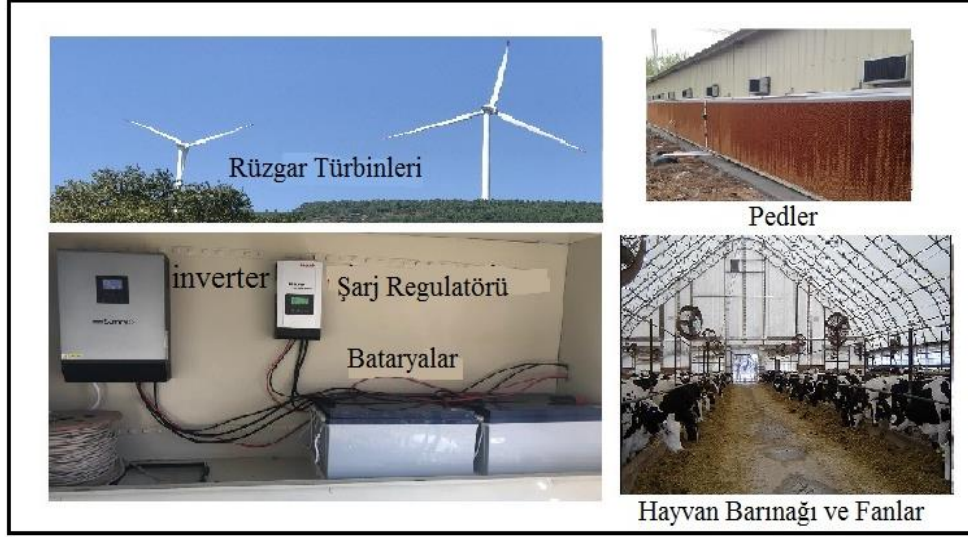 Rüzgar Türbinleri
Pedler
inverter
Şarj Regulatörü
Bataryalar
Hayvan Barınağı ve Fanlar